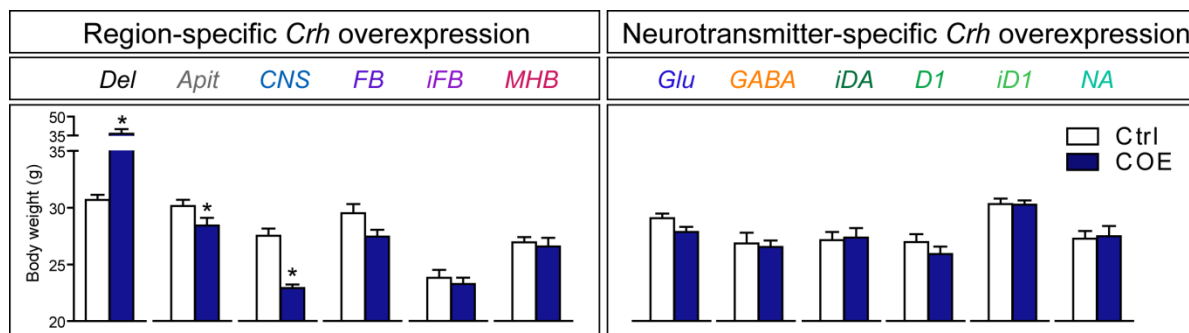 Region-specific Crh overexpression
Neurotransmitter-specific Crh overexpression
Del Apit CNS FB iFB MHB
Glu GABA iDA D1 iD1 NA
Body weight (g)
50
35
35
30
25
20
*
*
*
Ctrl
COE